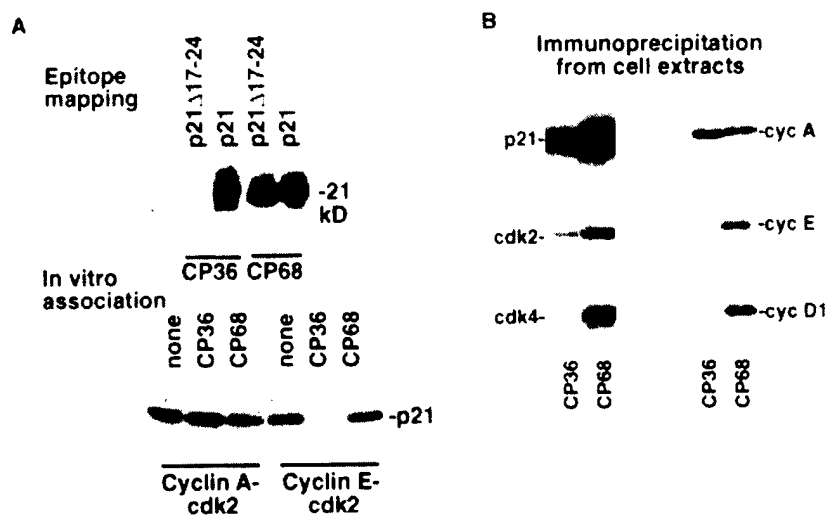 A
Epitope
mapping
p21Δ17-24
p21
p21Δ17-24
p21
-21
kD
CP36 CP68
In vitro
association
none
CP36
CP68
none
CP36
CP68
-p21
Cyclin A-
cdk2
Cyclin E-
cdk2
B
Immunoprecipitation
from cell extracts
p21-
-cyc A
cdk2-
-cyc E
cdk4-
-cyc D1
CP36
CP68
CP36
CP68